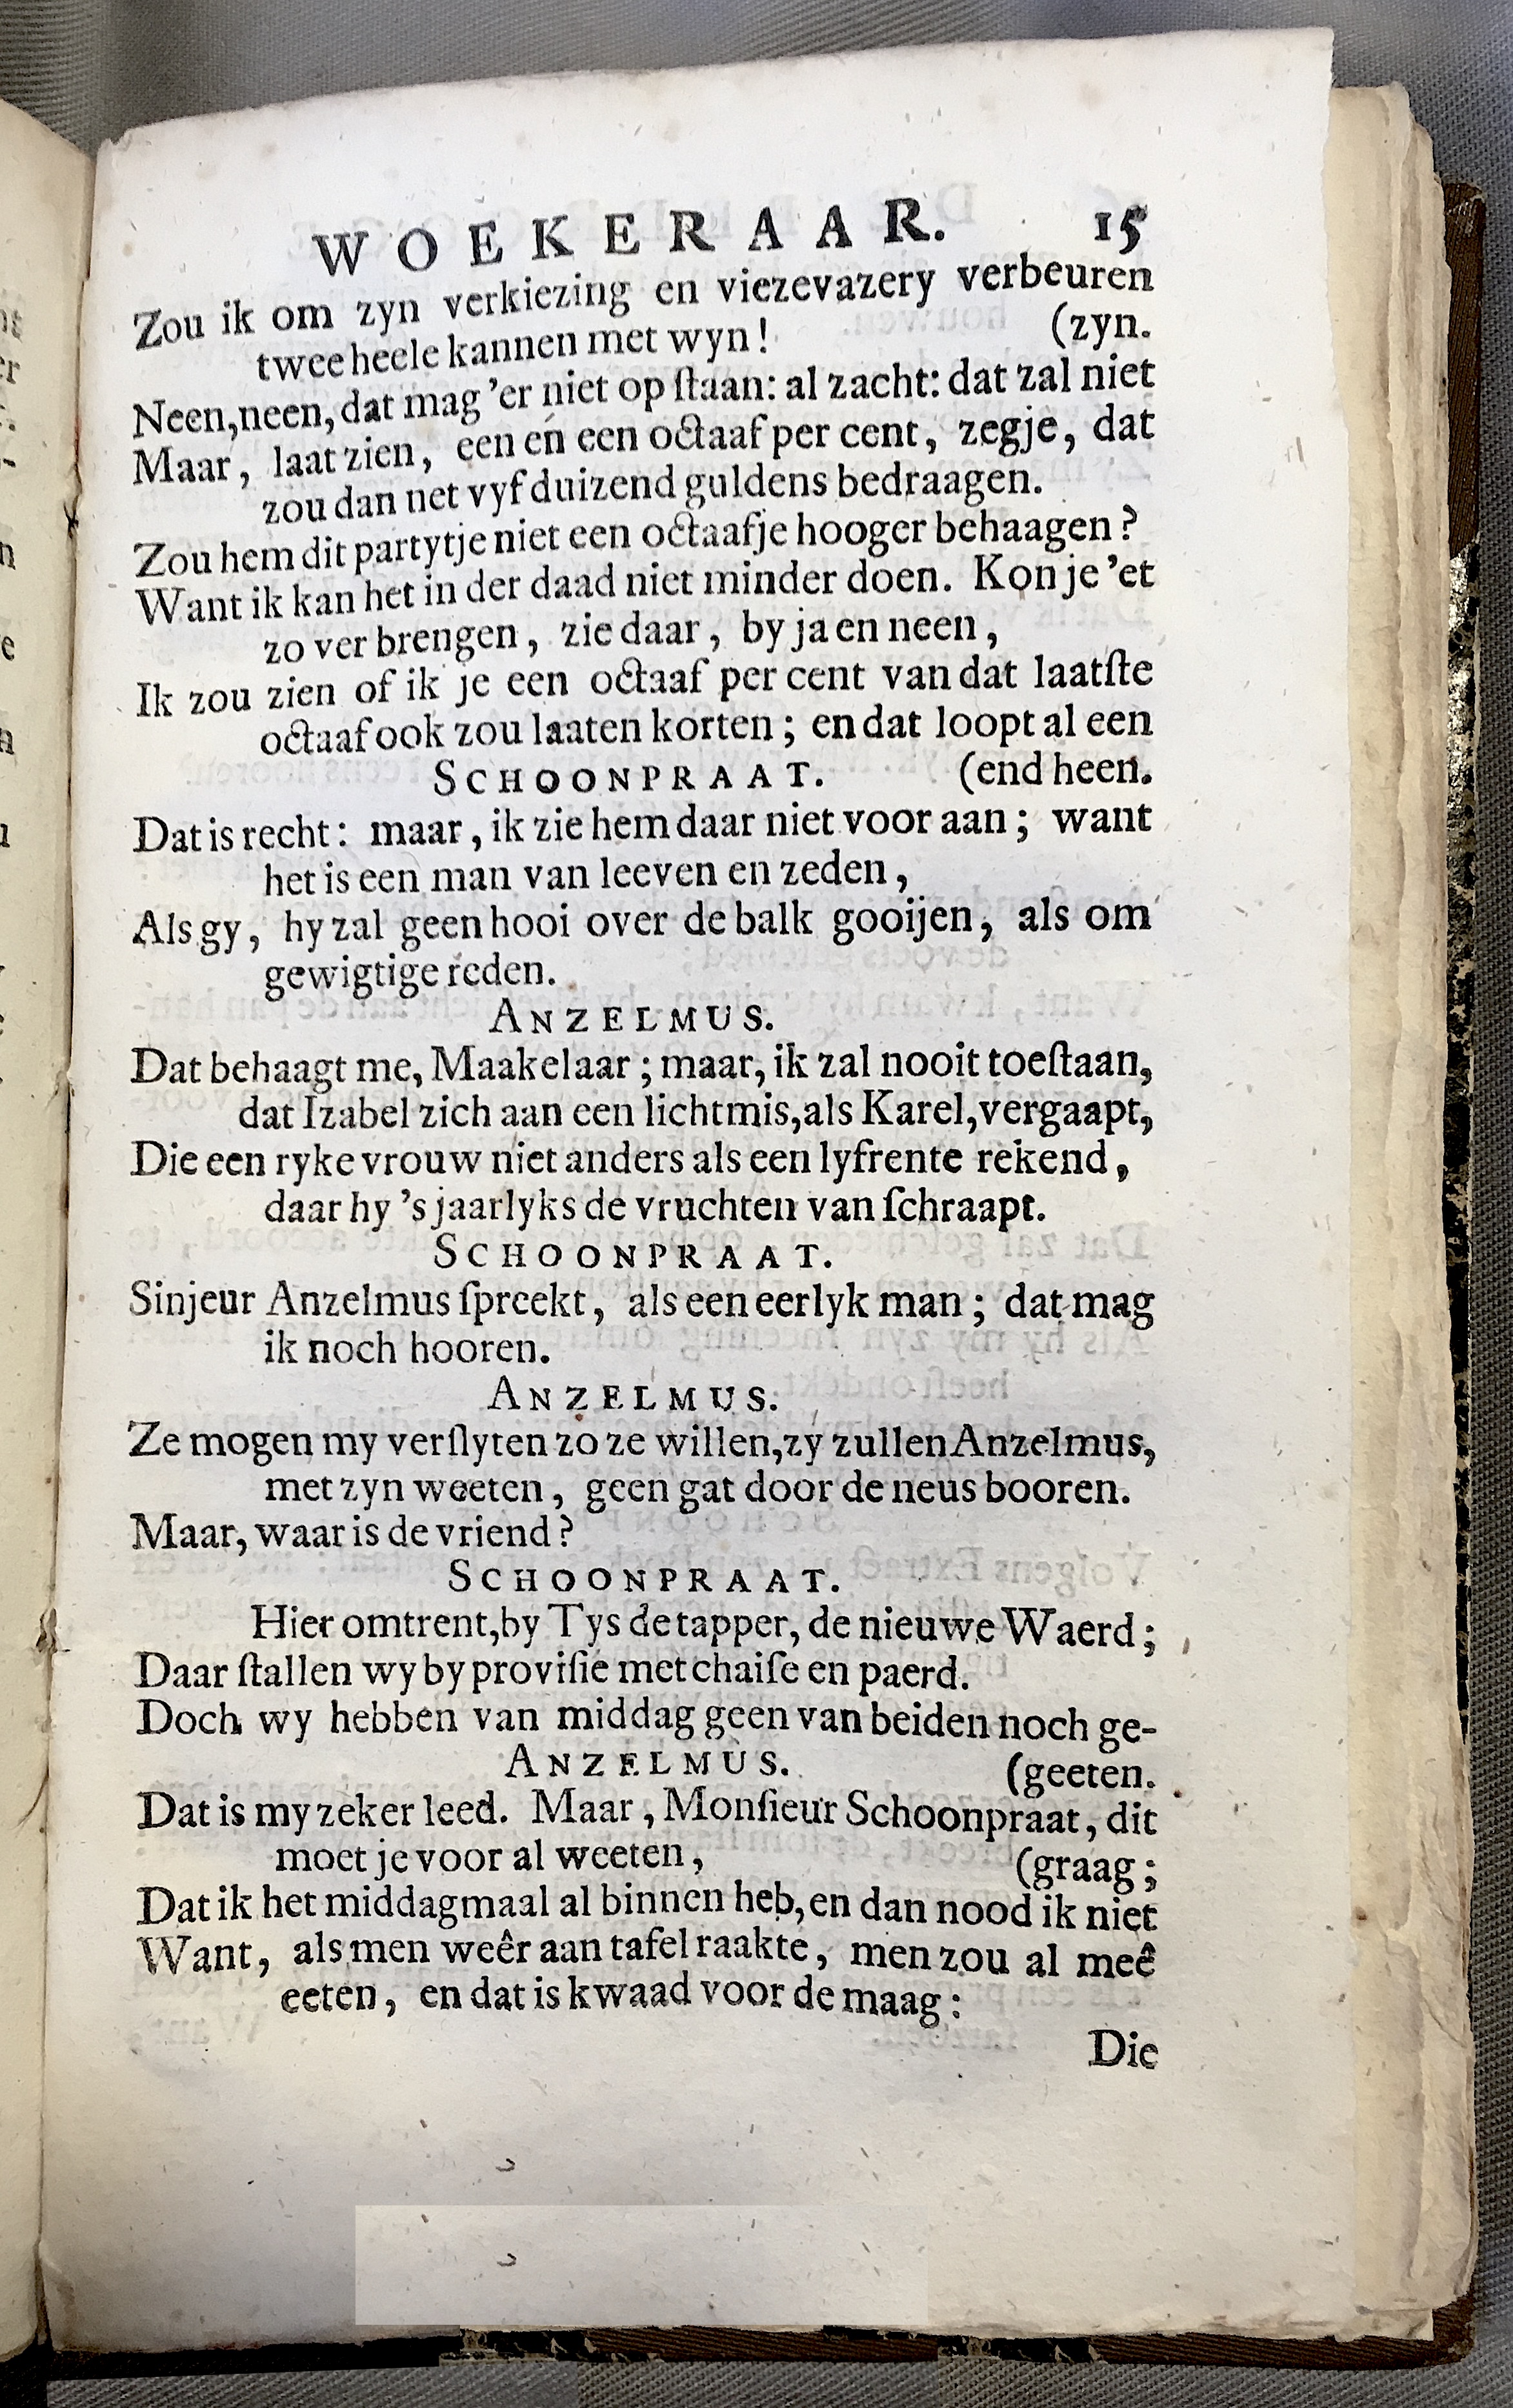 WOEKERAAR. 15
Zou ik om zyn verkiezing en viezevazery verbeuren
twee heele kannen met wyn! (zyn.
Neen, neen, dat mag 'er niet op ſtaan: al zacht: dat zal niet
Maar, laat zien, een en een octaaf per cent, zegje, dat
zou dan net vyf duizend guldens bedraagen.
Zou hem dit partytje niet een octaafje hooger behaagen?
Want ik kan het in der daad niet minder doen. Kon je 'et
zo ver brengen, zie daar, by ja en neen,
Ik zou zien of ik je een octaaf per cent van dat laatſte
octaaf ook zou laaten korten; en dat loopt al een
SCHOONPRAAT. (end heen.
Dat is recht: maar, ik zie hem daar niet voor aan; want
het is een man van leeven en zeden,
Als gy, hy zal geen hooi over de balk gooijen, als om
gewigtige reden.
ANZELMUS.
Dat behaagt me, Maakelaar; maar, ik zal nooit toeſtaan,
dat Izabel zich aan een lichtmis, als Karel, vergaapt,
Die een ryke vrouw niet anders als een lyfrente rekend,
daar hy 's jaarlyks de vruchten van ſchraapt.
SCHOONPRAAT.
Sinjeur Anzelmus ſpreekt, als een eerlyk man; dat mag
ik noch hooren.
ANZELMUS.
Ze mogen my verſlyten zo ze willen, zy zullen Anzelmus,
met zyn weeten, geen gat door de neus booren.
Maar, waar is de vriend?
SCHOONPRAAT.
Hier omtrent, by Tys de tapper, de nieuwe Waerd;
Daar ſtallen wy by proviſie met chaiſe en paerd.
Doch wy hebben van middag geen van beiden noch ge-
ANZELMUS. (geeten.
Dat is my zeker leed. Maar, Monſieur Schoonpraat, dit
moet je voor al weeten, (graag;
Dat ik het middagmaal al binnen heb, en dan nood ik niet
Want, als men weêr aan tafel raakte, men zou al meê
eeten, en dat is kwaad voor de maag:
Die